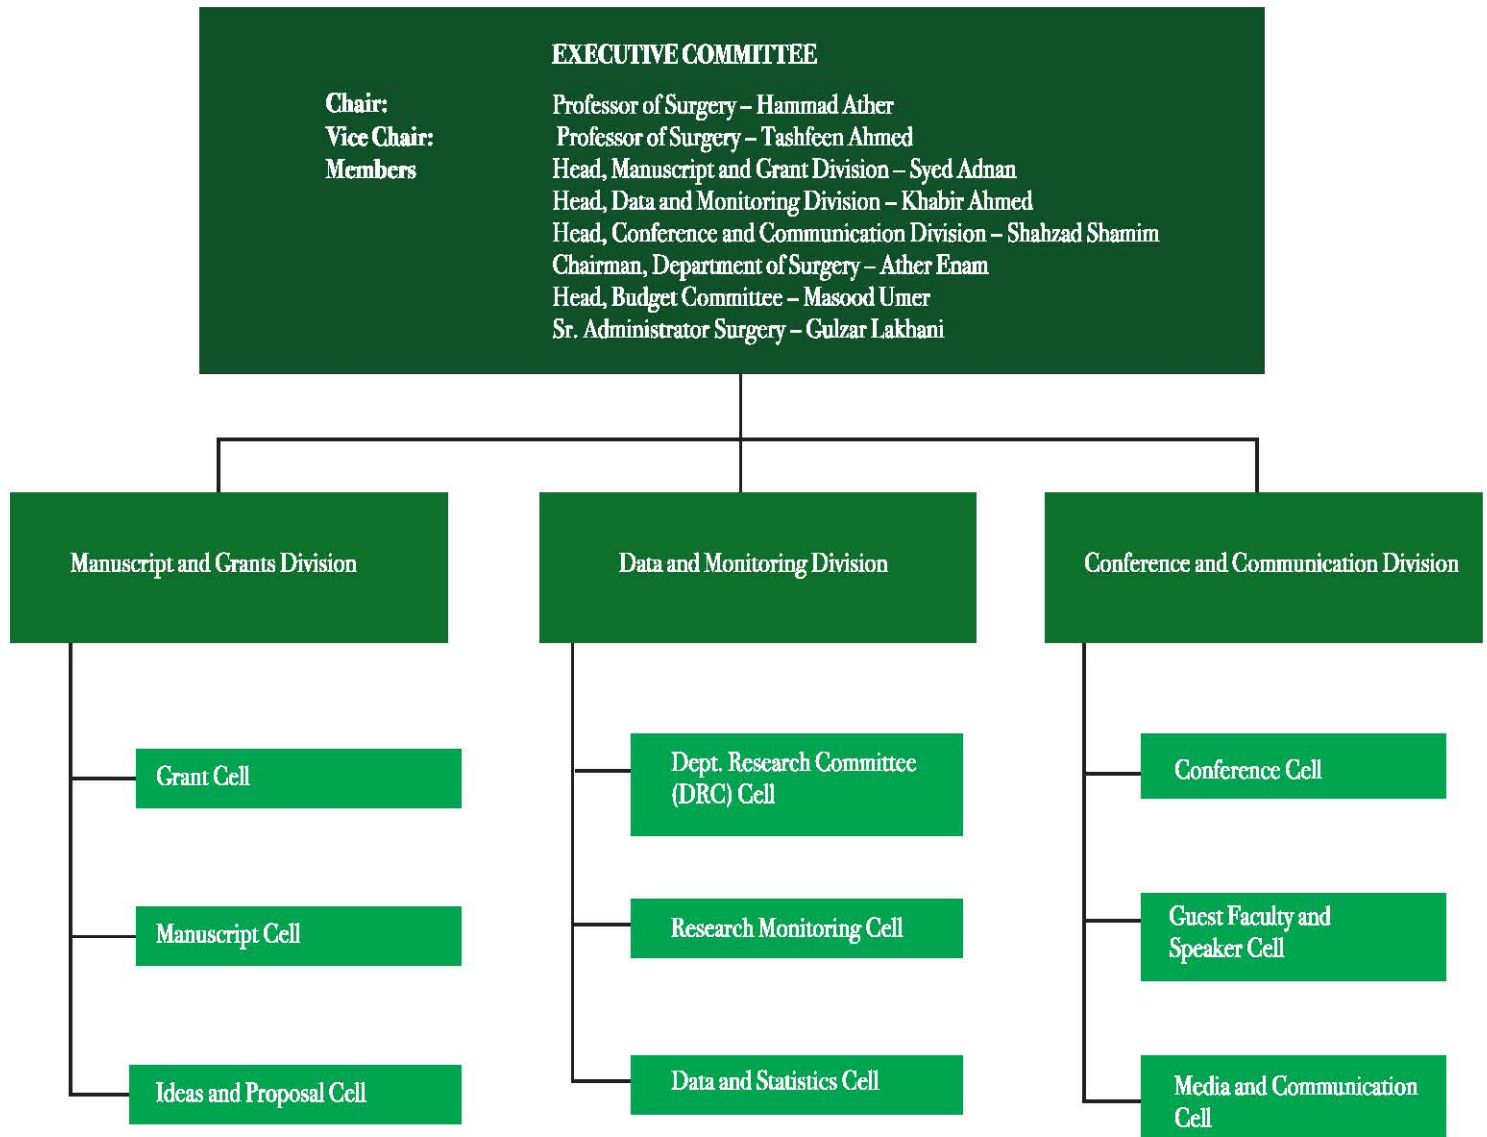 EXECUTIVE COMMITTEE
Chair: Professor of Surgery – Hammad Ather
Vice Chair: Professor of Surgery – Tashfeen Ahmed
Members Head, Manuscript and Grant Division – Syed Adnan
Head, Data and Monitoring Division – Khabir Ahmed
Head, Conference and Communication Division – Shahzad Shamim
Chairman, Department of Surgery – Ather Enam
Head, Budget Committee – Masood Umer
Sr. Administrator Surgery – Gulzar Lakhani
Manuscript and Grants Division
Data and Monitoring Division
Conference and Communication Division
Grant Cell
Manuscript Cell
Ideas and Proposal Cell
Dept. Research Committee
(DRC) Cell
Research Monitoring Cell
Data and Statistics Cell
Conference Cell
Guest Faculty and
Speaker Cell
Media and Communication
Cell